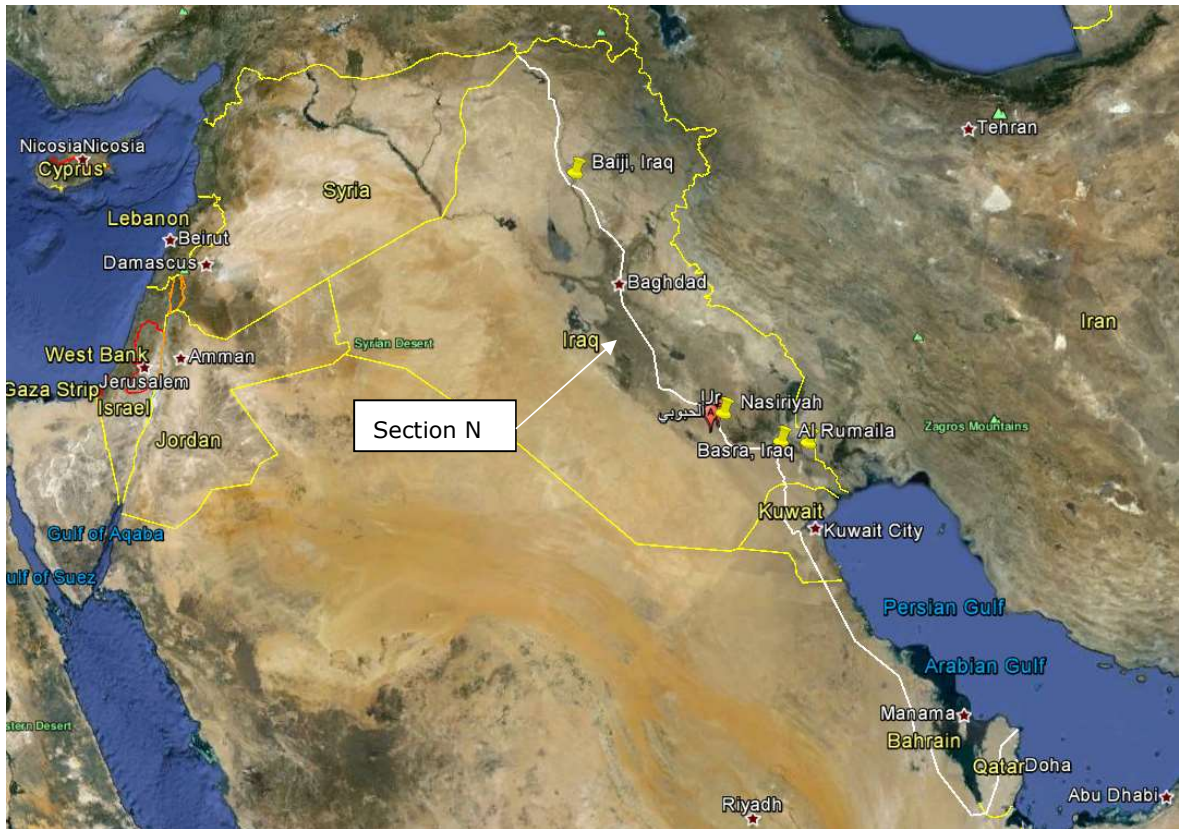 Tehran
NicosiaNicosia
Cyprus
Baiji, Iraq
Syria
Lebanon
Beirut
Damascus
Baghdad
Iran
Iraq
Syrian Desert
West Bank
Amman
Jerusalem
Gaza Strip
Israel
Nasiriyah
الحبوبي
A
Section N
Jordan
Al Rumaila
Zagros Mountains
Basra, Iraq
Kuwait
Kuwait City
Gulf of Aqaba
ulf of Suez
Persian Gulf
Arabian Gulf
Manama
stern Desert
Bahrain
Qatar
Doha
Abu Dhabi
Riyadh